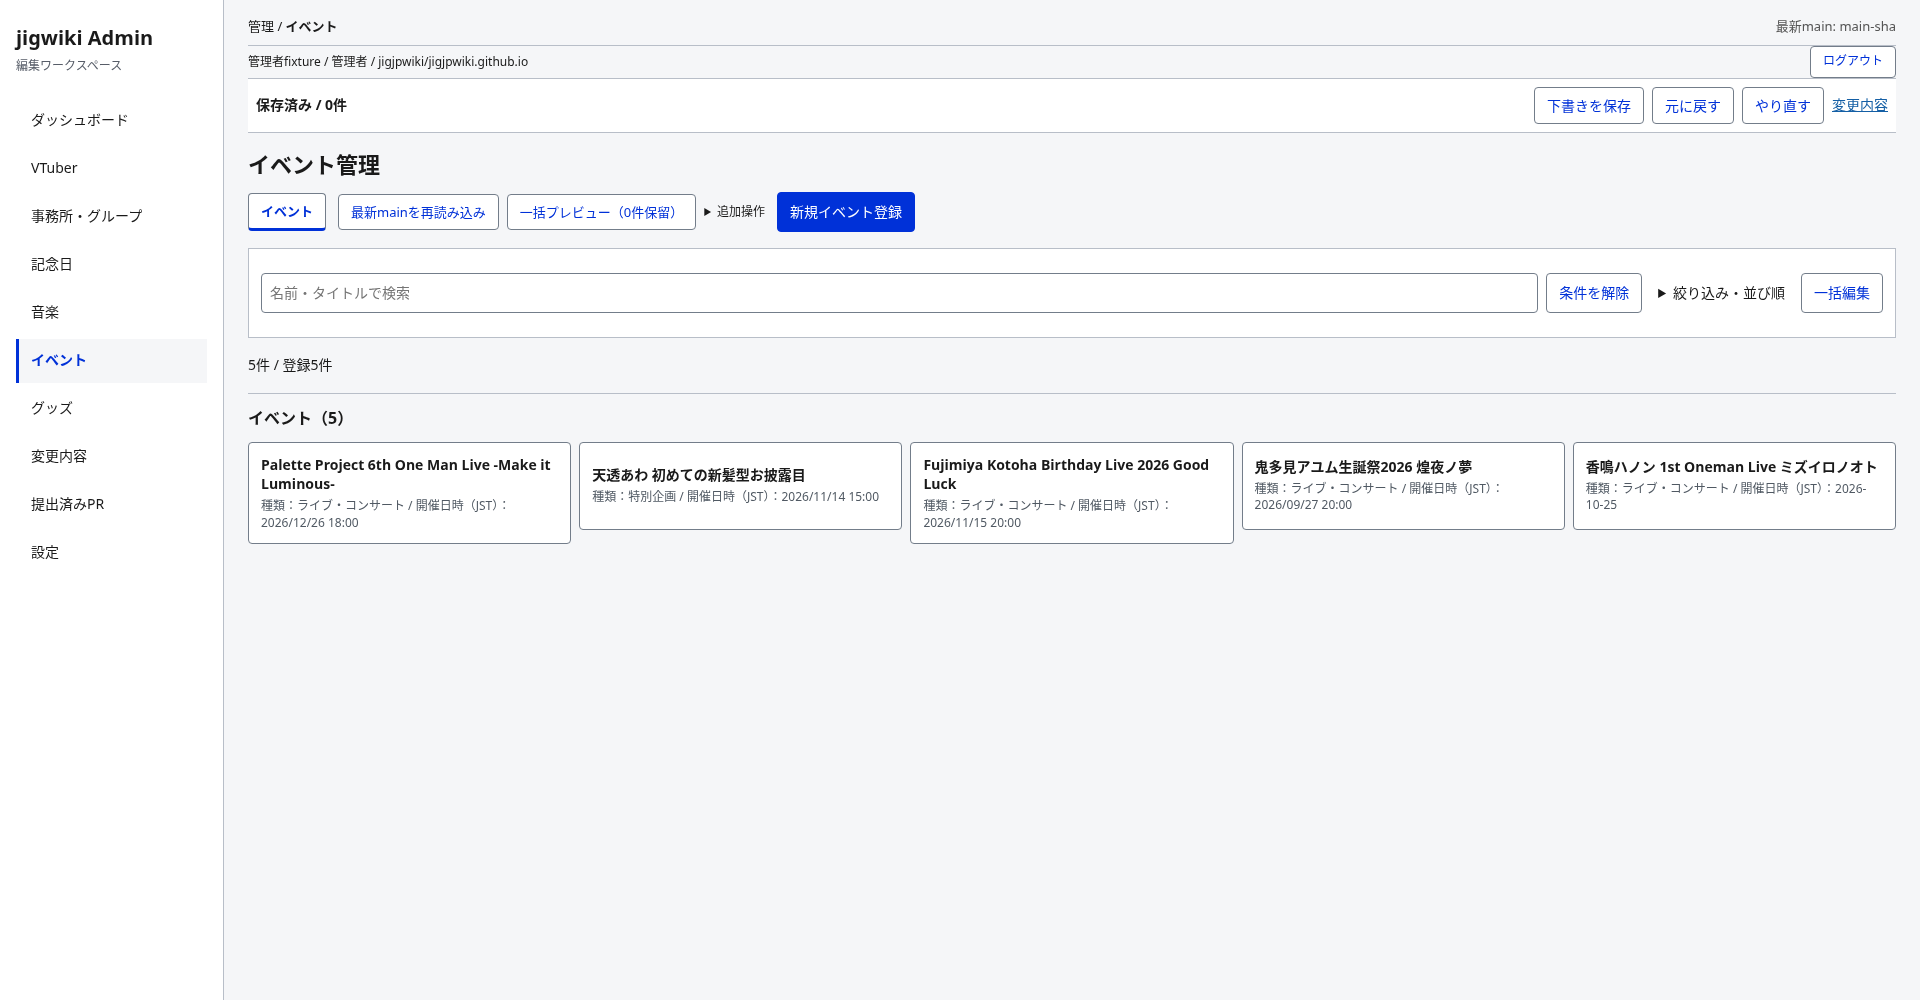 jigwiki Admin
編集ワークスペース
ダッシュボード
VTuber
事務所・グループ
記念日
音楽
イベント
グッズ
変更内容
提出済みPR
設定
管理 / イベント
最新main: main-sha
管理者fixture / 管理者 / jigjpwiki/jigjpwiki.github.io
ログアウト
保存済み / 0件
下書きを保存
元に戻す
やり直す
変更内容
イベント管理
イベント
最新mainを再読み込み
一括プレビュー（0件保留）
▶ 追加操作
新規イベント登録
名前・タイトルで検索
条件を解除
▶ 絞り込み・並び順
一括編集
5件 / 登録5件
イベント（5）
Palette Project 6th One Man Live -Make it
Luminous-
種類：ライブ・コンサート / 開催日時（JST）：
2026/12/26 18:00
天透あわ 初めての新髪型お披露目
種類：特別企画 / 開催日時（JST）：2026/11/14 15:00
Fujimiya Kotoha Birthday Live 2026 Good
Luck
種類：ライブ・コンサート / 開催日時（JST）：
2026/11/15 20:00
鬼多見アユム生誕祭2026 煌夜ノ夢
種類：ライブ・コンサート / 開催日時（JST）：
2026/09/27 20:00
香鳴ハノン 1st Oneman Live ミズイロノオト
種類：ライブ・コンサート / 開催日時（JST）：2026-
10-25